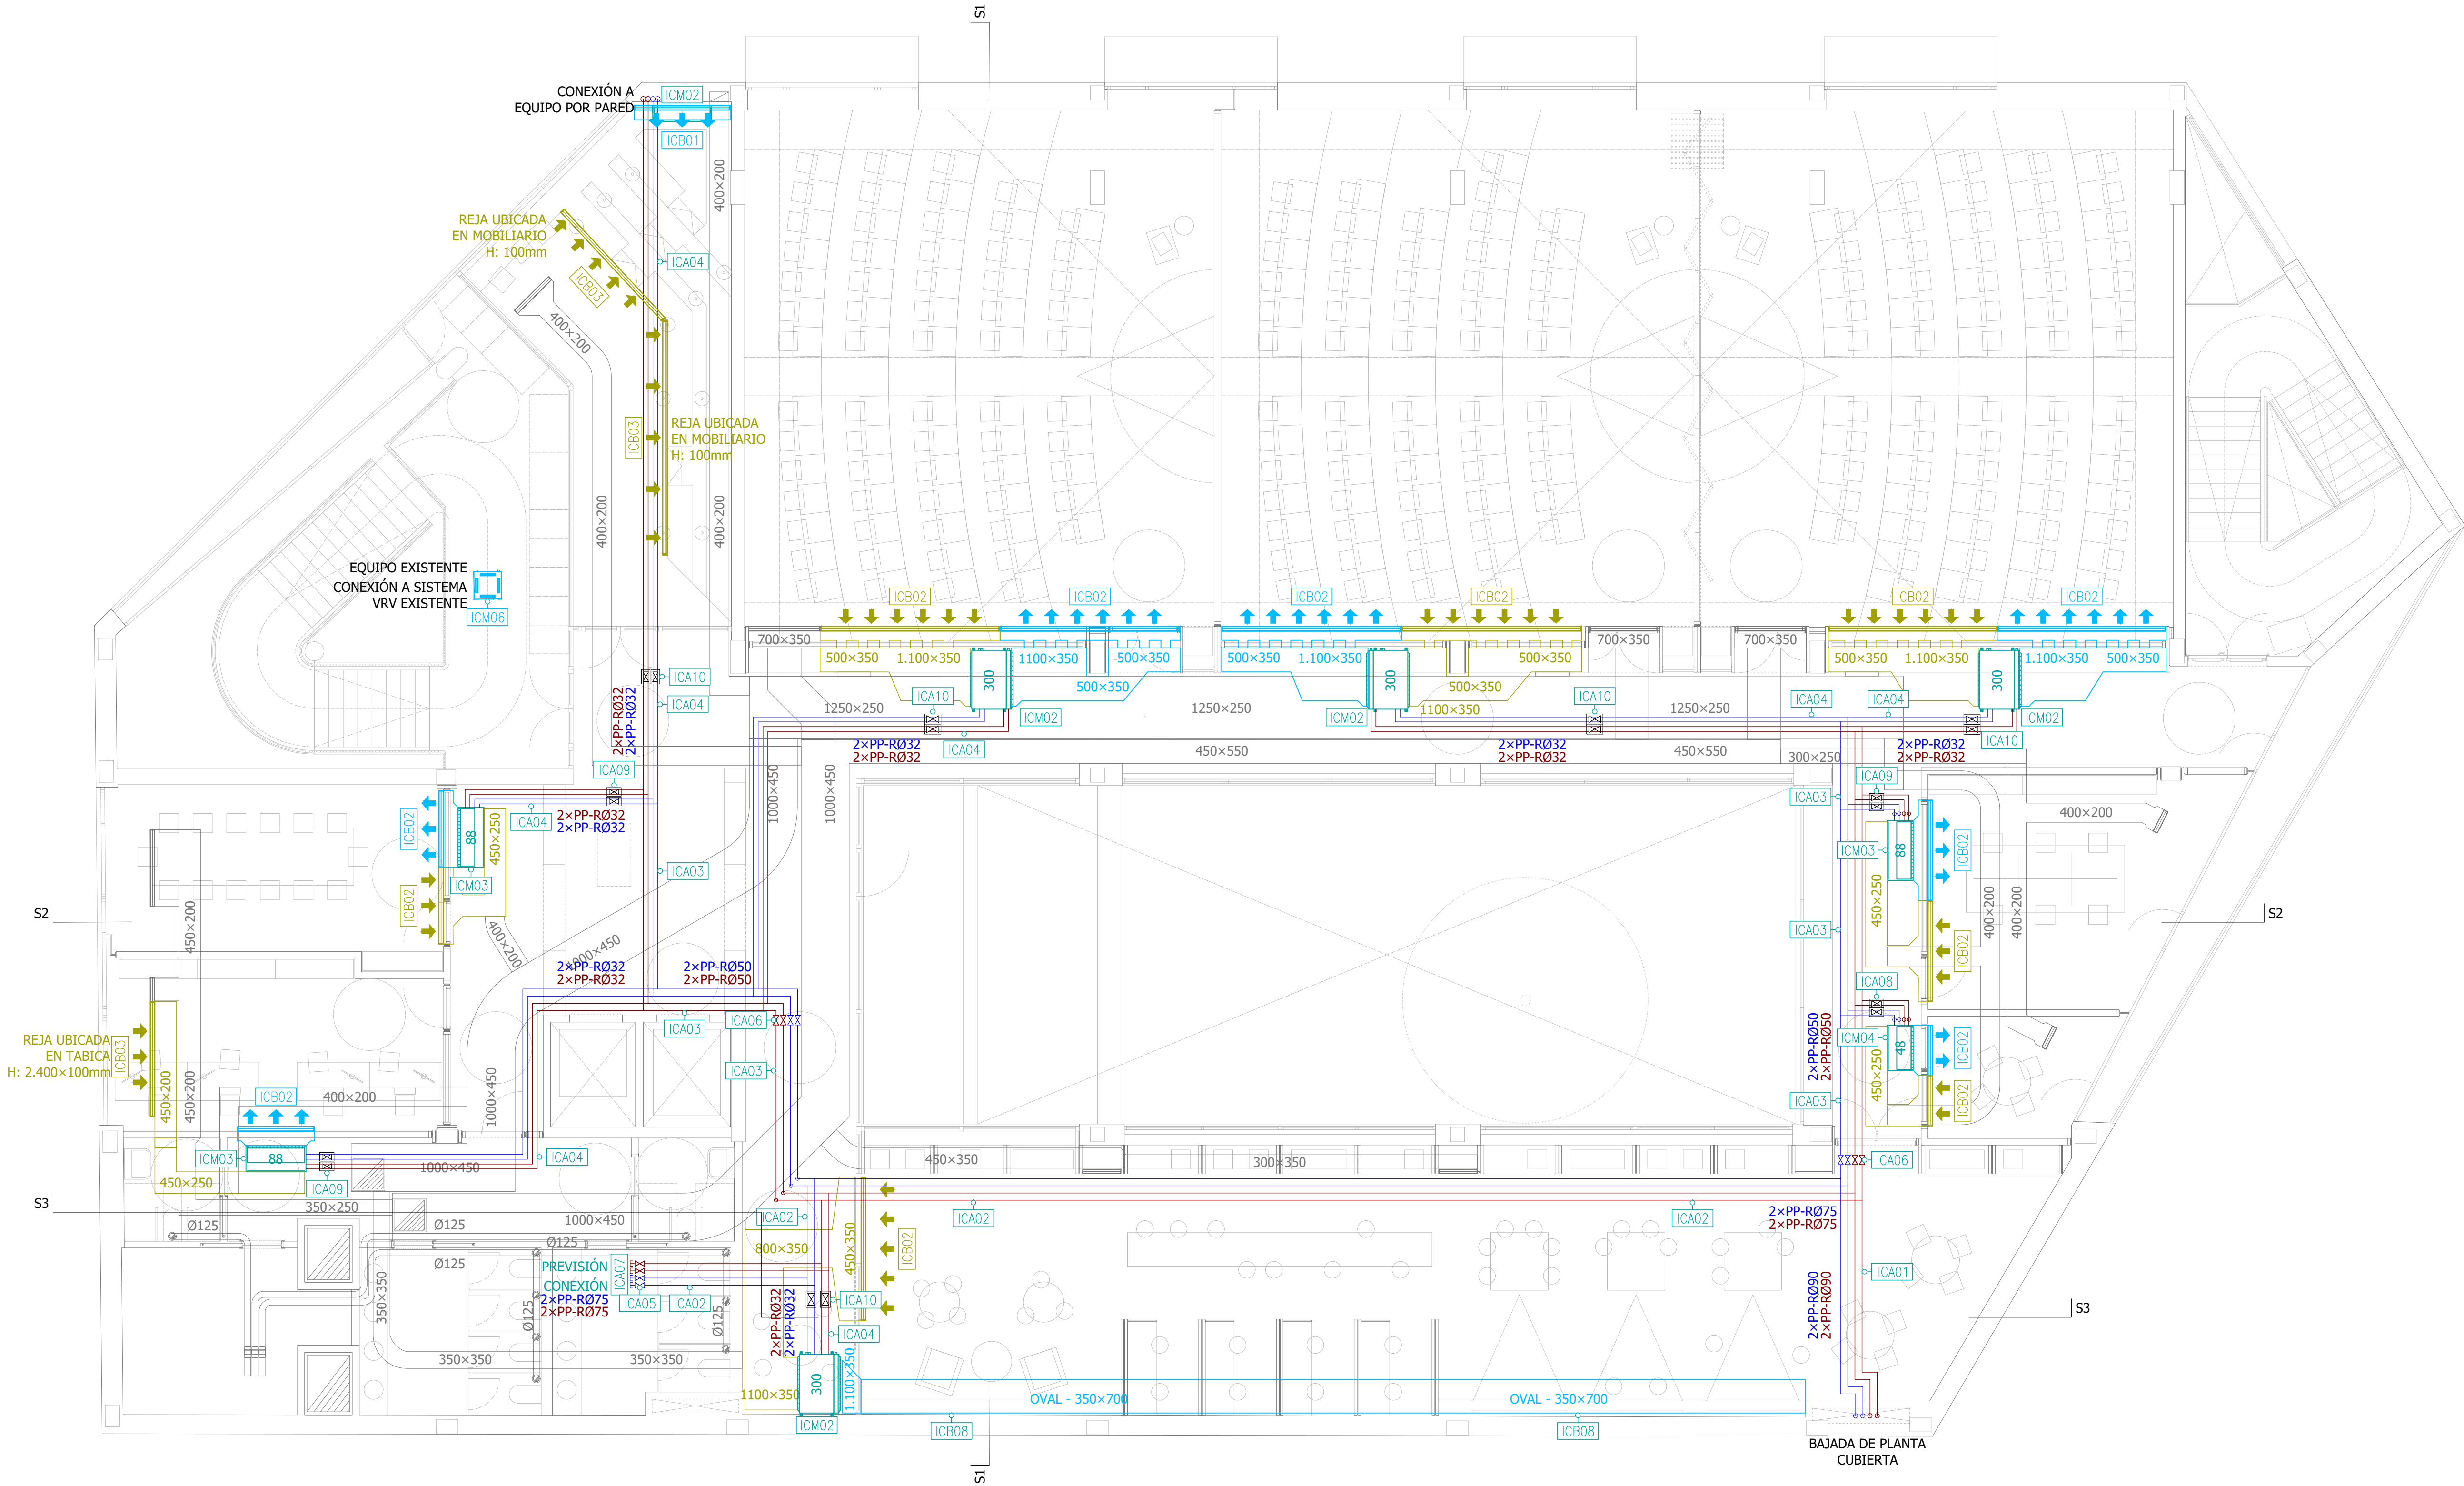 S1
CONEXIÓN A
EQUIPO POR PARED
ICM02
ICB01
400×200
REJA UBICADA
EN MOBILIARIO
H: 100mm
ICB03
ICA04
400×200
ICB03
REJA UBICADA
EN MOBILIARIO
H: 100mm
400×200
400×200
EQUIPO EXISTENTE
CONEXIÓN A SISTEMA
VRV EXISTENTE
ICM06
ICB02
ICB02
ICB02
ICB02
ICB02
ICB02
700×350
500×350
1.100×350
1100×350
500×350
500×350
1.100×350
500×350
700×350
700×350
500×350
1.100×350
1.100×350
500×350
300
300
300
500×350
500×350
1100×350
ICA10
ICA04
2×PP-RØ32
2×PP-RØ32
1250×250
ICA10
ICM02
1250×250
ICM02
ICA10
1250×250
ICA04
ICA04
ICM02
ICA04
ICA10
2×PP-RØ32
2×PP-RØ32
450×550
2×PP-RØ32
2×PP-RØ32
450×550
300×250
2×PP-RØ32
2×PP-RØ32
ICA09
1000×450
1000×450
ICA09
ICA03
400×200
ICB02
88
450×250
ICA04
2×PP-RØ32
2×PP-RØ32
ICM03
ICB02
ICA03
ICM03
88
ICB02
450×250
400×200
400×200
S2
S2
450×200
400×200
1000×450
ICA03
ICB02
2×PP-RØ32
2×PP-RØ32
2×PP-RØ50
2×PP-RØ50
ICA08
ICA03
ICA06
REJA UBICADA
EN TABICA
H: 2.400×100mm
ICB03
ICA03
2×PP-RØ50
2×PP-RØ50
ICM04
48
ICB02
450×250
ICA03
ICB02
450×200
450×200
ICB02
400×200
1000×450
ICM03
88
ICA04
1000×450
450×350
300×350
ICA06
450×250
ICA09
350×250
S3
Ø125
Ø125
1000×450
Ø125
Ø125
ICA02
ICA02
ICA02
2×PP-RØ75
2×PP-RØ75
800×350
450×350
ICB02
PREVISIÓN
CONEXIÓN
2×PP-RØ75
2×PP-RØ75
ICA07
ICA05
ICA02
ICA01
350×350
Ø125
Ø125
2×PP-RØ32
2×PP-RØ32
ICA10
ICA04
2×PP-RØ90
2×PP-RØ90
S3
350×350
350×350
1100×350
300
1.100×350
ICM02
OVAL - 350×700
OVAL - 350×700
ICB08
ICB08
BAJADA DE PLANTA
CUBIERTA
S1